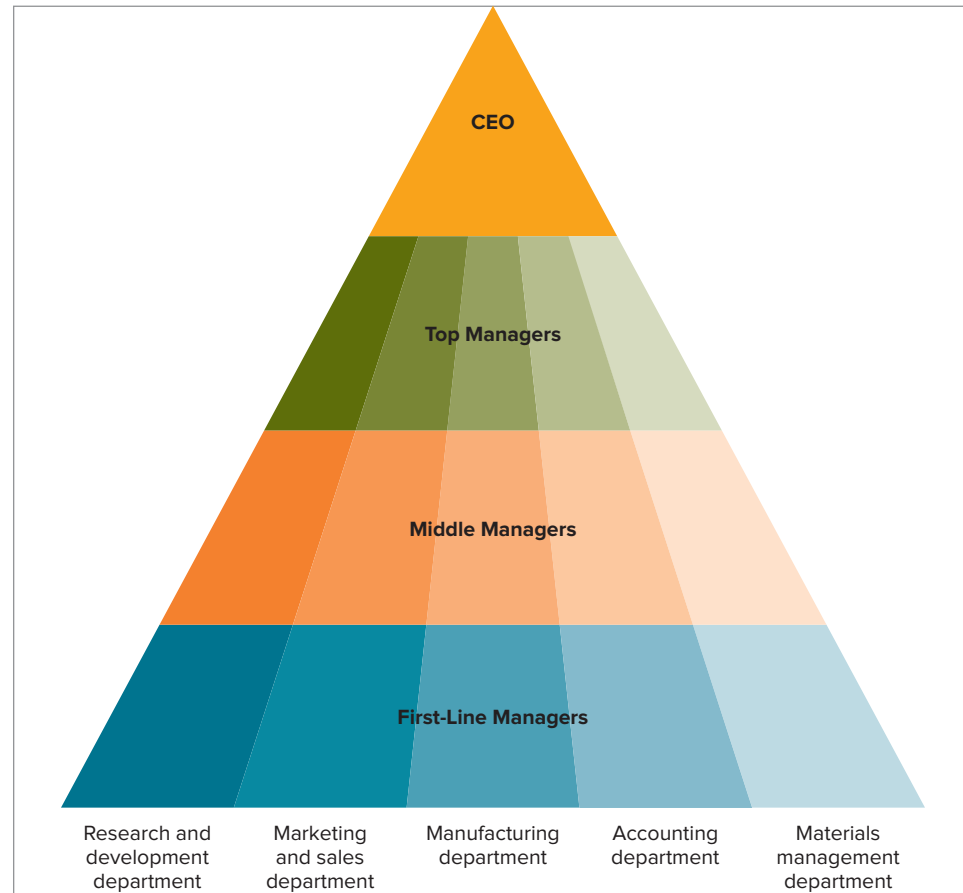 CEO
Top Managers
Middle Managers
First-Line Managers
Research and
development
department
Marketing
and sales
department
Manufacturing
department
Accounting
department
Materials
management
department